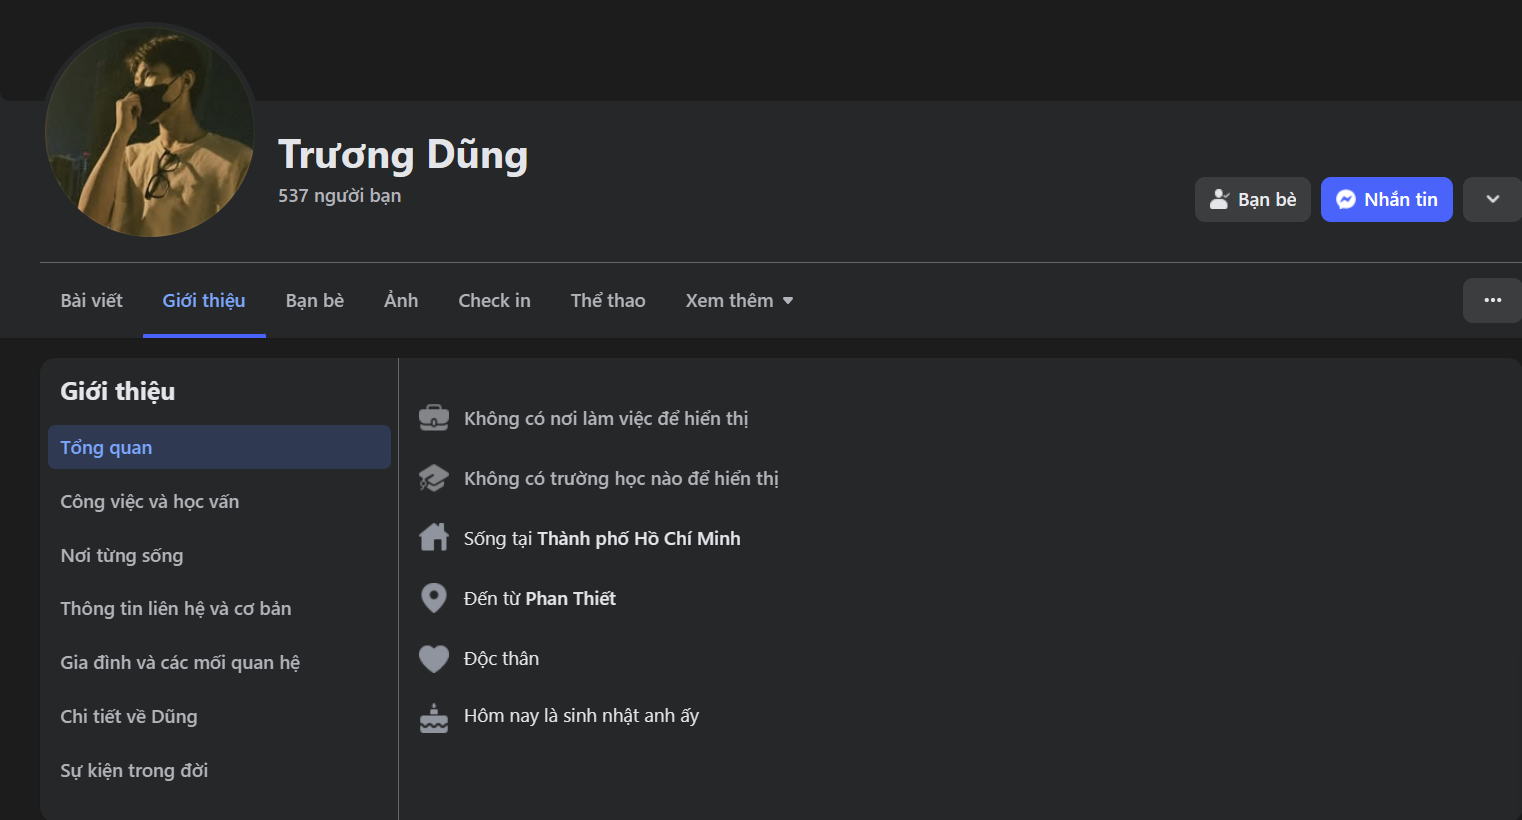 Trương Dũng
537 người bạn
Bạn bè
Nhắn tin
Bài viết
Giới thiệu
Bạn bè
Ảnh
Check in
Thể thao
Xem thêm
Giới thiệu
Tổng quan
Công việc và học vấn
Nơi từng sống
Thông tin liên hệ và cơ bản
Gia đình và các mối quan hệ
Chi tiết về Dũng
Sự kiện trong đời
Không có nơi làm việc để hiển thị
Không có trường học nào để hiển thị
Sống tại Thành phố Hồ Chí Minh
Đến từ Phan Thiết
Độc thân
Hôm nay là sinh nhật anh ấy